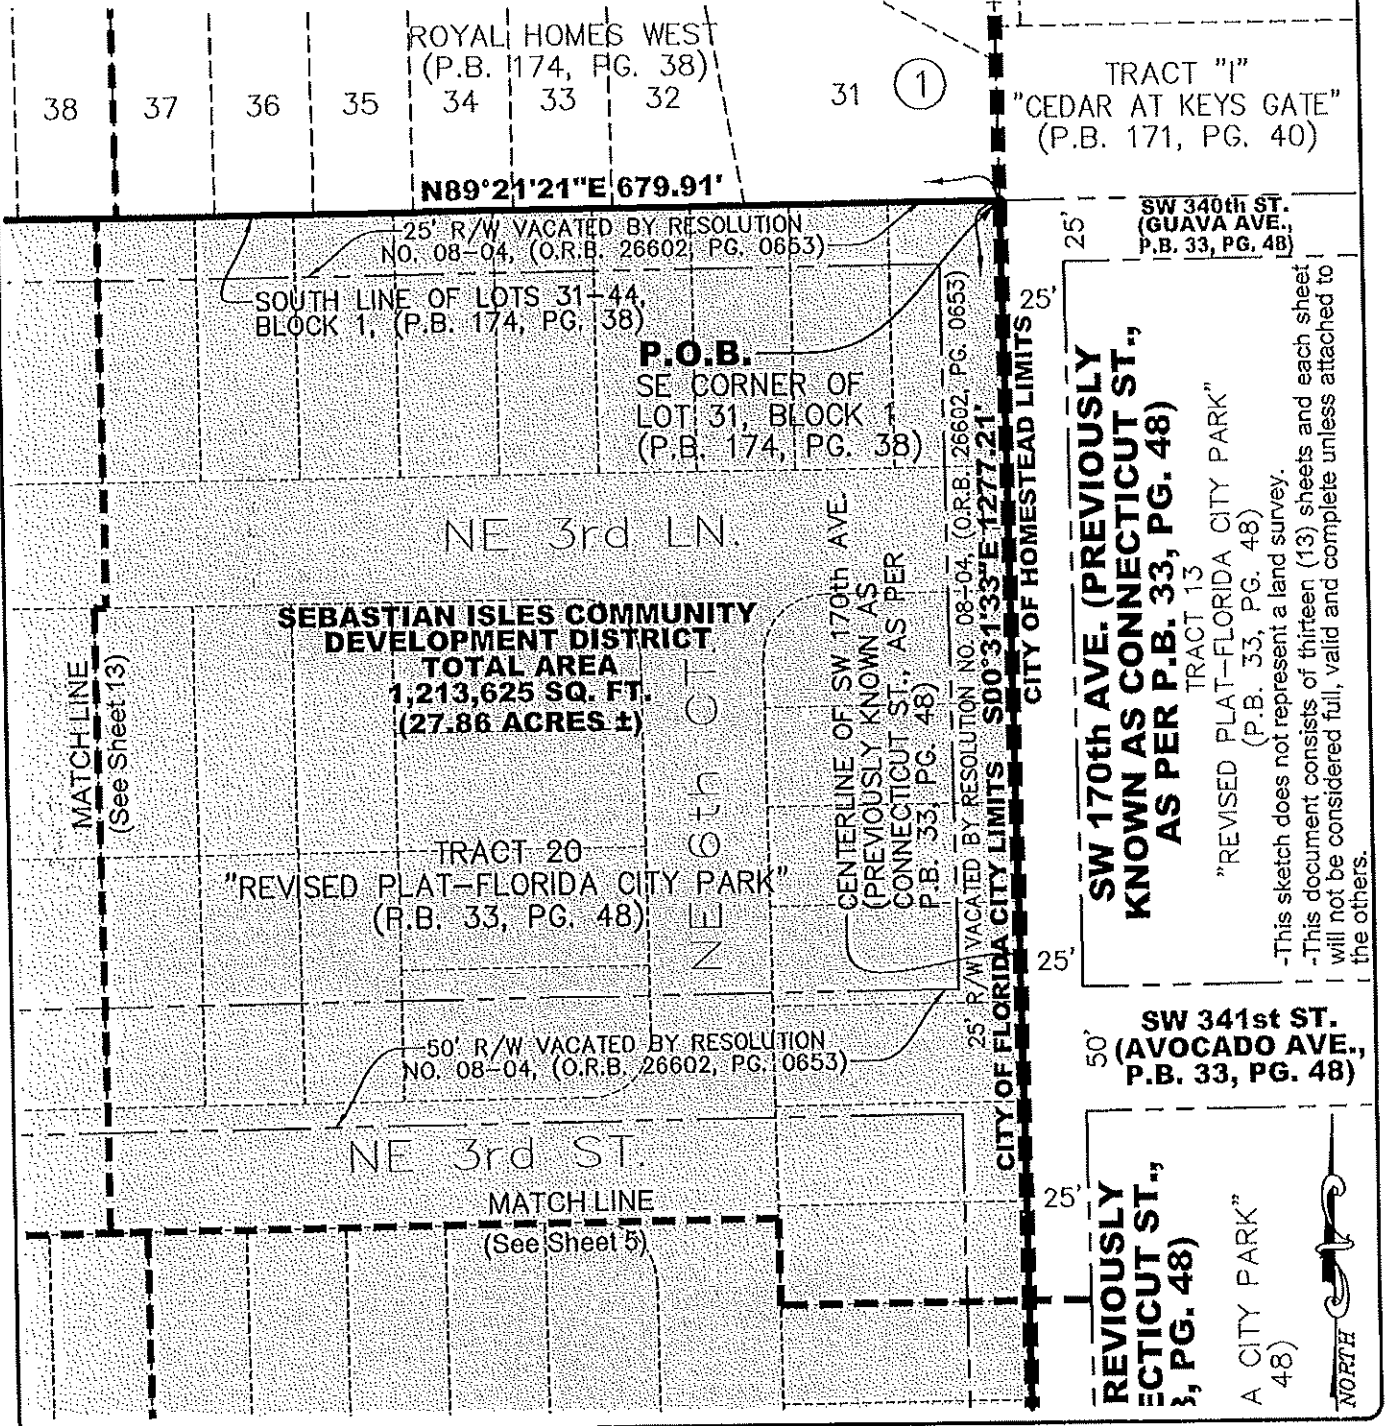 ROYAL HOMES WEST
(P.B. 174, PG. 38)
38
37
36
35
34
33
32
31
1
TRACT "I"
"CEDAR AT KEYS GATE"
(P.B. 171, PG. 40)
N89°21'21"E 679.91'
25' R/W VACATED BY RESOLUTION
NO. 08-04, (O.R.B. 26602 PG. 0653)
SOUTH LINE OF LOTS 31-44,
BLOCK 1, (P.B. 174, PG. 38)
P.O.B.
SE CORNER OF
LOT 31, BLOCK 1
(P.B. 174, PG. 38)
25'
SW 340th ST.
(GUAVA AVE.,
P.B. 33, PG. 48)
25'
NE 3rd LN.
SEBASTIAN ISLES COMMUNITY
DEVELOPMENT DISTRICT
TOTAL AREA
1,213,625 SQ. FT.
(27.86 ACRES ±)
MATCH LINE
(See Sheet 13)
NE 6th CT.
TRACT 20
"REVISED PLAT-FLORIDA CITY PARK"
(P.B. 33, PG. 48)
CENTERLINE OF SW 170th AVE.
(PREVIOUSLY KNOWN AS
CONNECTICUT ST., AS PER
P.B. 33, PG. 48)
25' R/W VACATED BY RESOLUTION NO. 08-04, (O.R.B. 26602, PG. 0653)
S00°31'33"E 1277.21'
CITY OF FLORIDA CITY LIMITS
CITY OF HOMESTEAD LIMITS
SW 170th AVE. (PREVIOUSLY
KNOWN AS CONNECTICUT ST.,
AS PER P.B. 33, PG. 48)
TRACT 13
"REVISED PLAT-FLORIDA CITY PARK"
(P.B. 33, PG. 48)
-This sketch does not represent a land survey.
-This document consists of thirteen (13) sheets and each sheet
will not be considered full, valid and complete unless attached to
the others.
25'
50' R/W VACATED BY RESOLUTION
NO. 08-04, (O.R.B. 26602, PG. 0653)
50'
SW 341st ST.
(AVOCADO AVE.,
P.B. 33, PG. 48)
NE 3rd ST.
MATCH LINE
(See Sheet 5)
25'
REVIOUSLY
ECTICUT ST.,
3, PG. 48)
A CITY PARK"
48)
NORTH